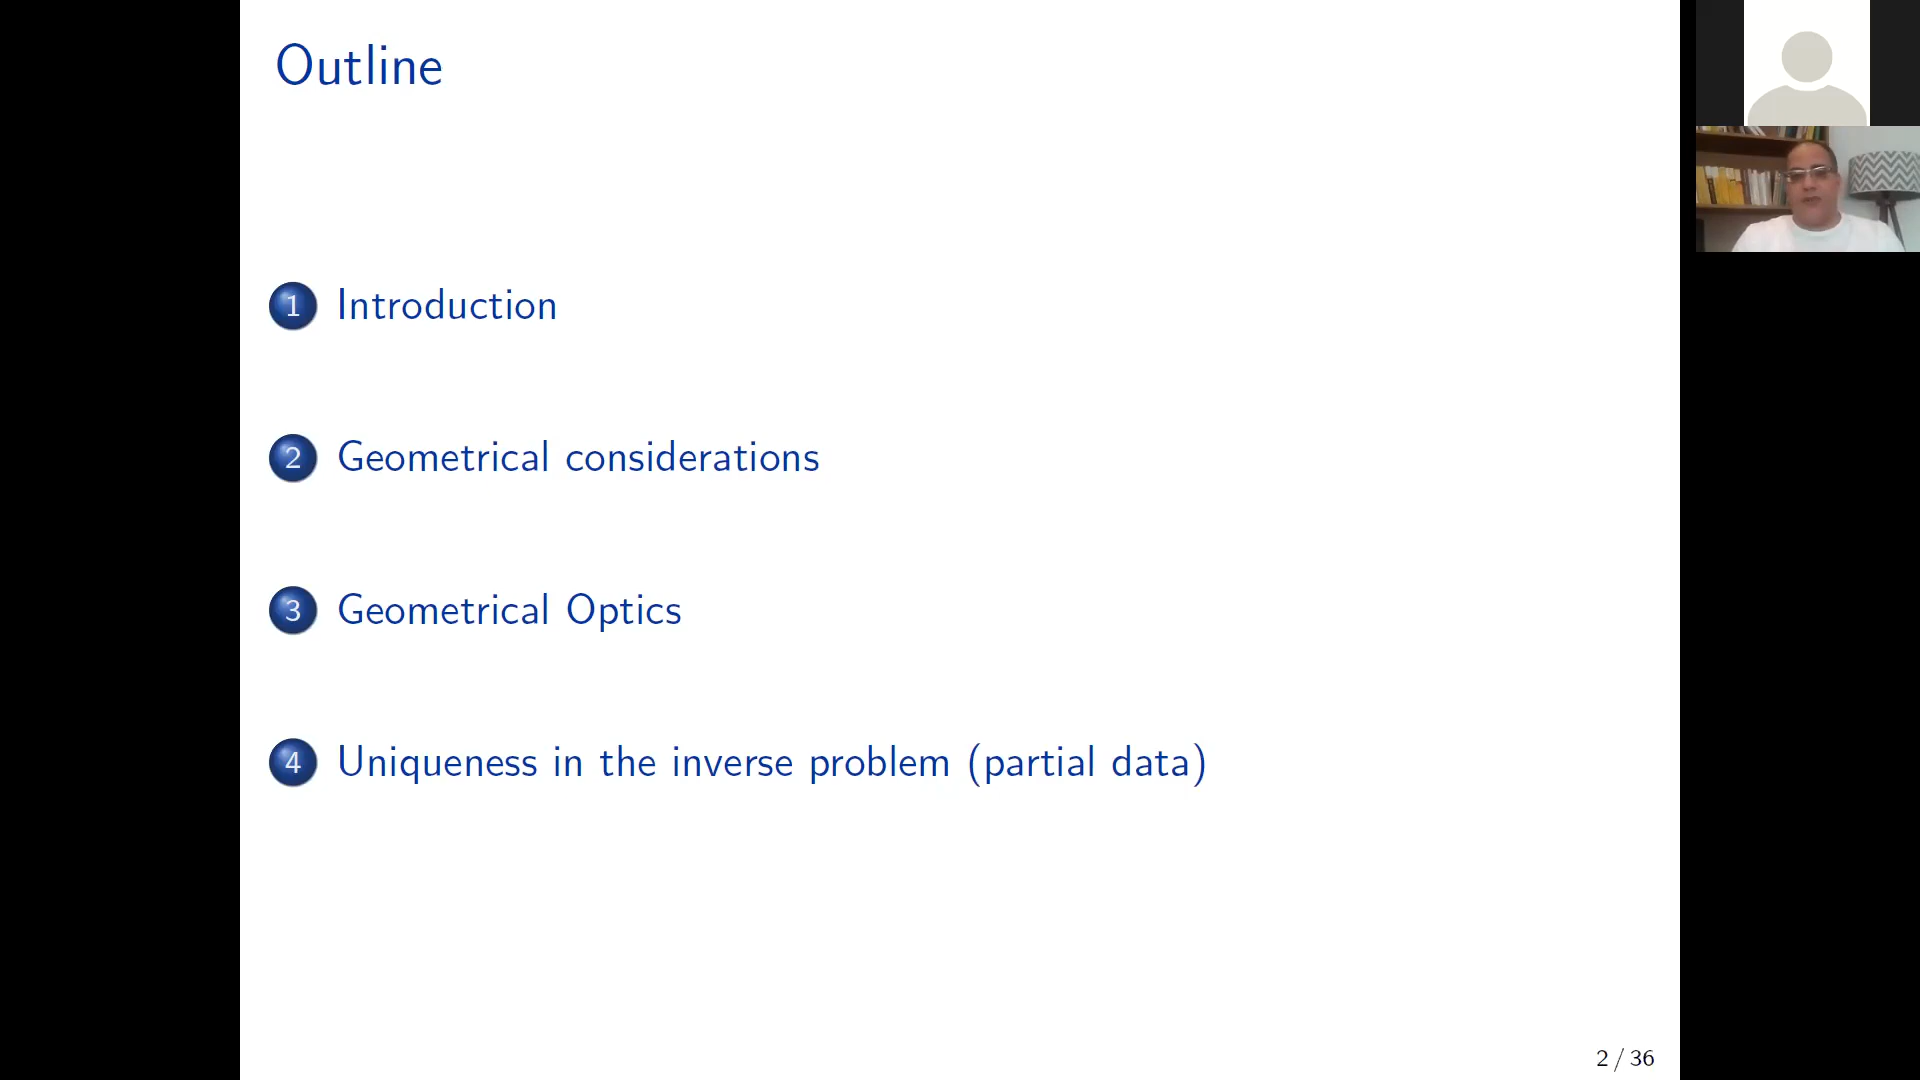 Outline
1 Introduction
2 Geometrical considerations
3 Geometrical Optics
4 Uniqueness in the inverse problem (partial data)
2 / 36